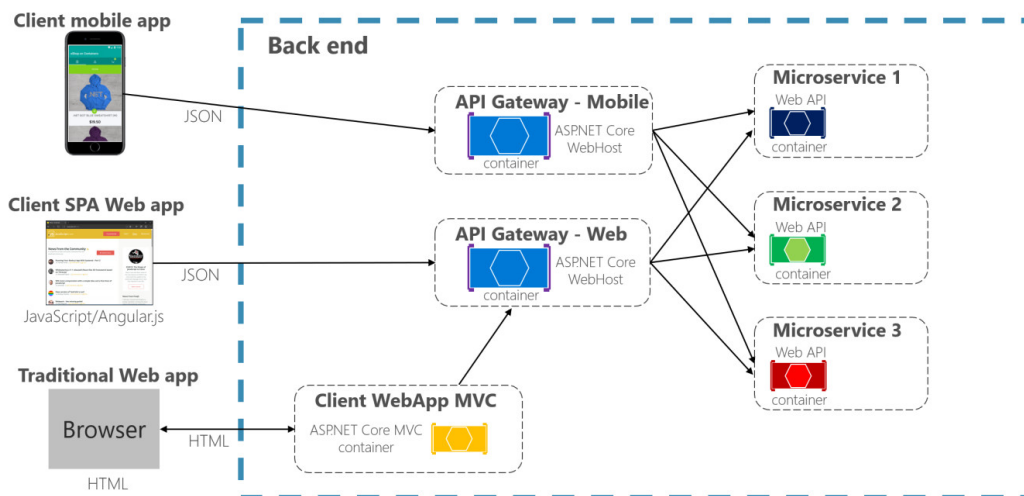 Client mobile app
JSON
Client SPA Web app
JSON
JavaScript/Angular.js
Traditional Web app
Browser
HTML
HTML
Back end
API Gateway - Mobile
ASP.NET Core
WebHost
container
API Gateway - Web
ASP.NET Core
WebHost
container
Client WebApp MVC
ASP.NET Core MVC
container
Microservice 1
Web API
container
Microservice 2
Web API
container
Microservice 3
Web API
container